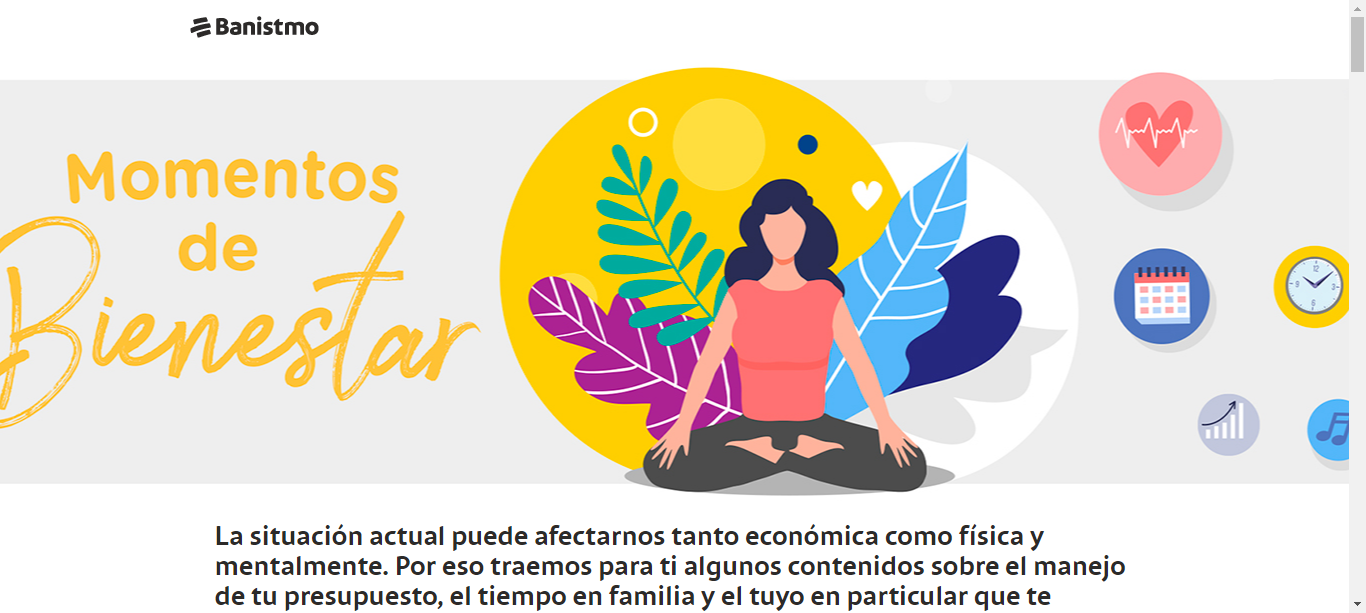 Banistmo
Momentos
de
Bienestar
La situación actual puede afectarnos tanto económica como física y
mentalmente. Por eso traemos para ti algunos contenidos sobre el manejo
de tu presupuesto, el tiempo en familia y el tuyo en particular que te